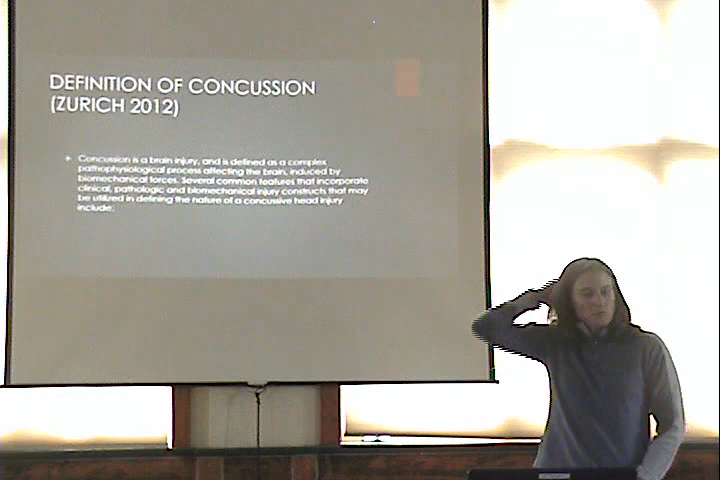 DEFINITION OF CONCUSSION
(ZURICH 2012)
Concussion is a brain injury, and is defined as a complex
pathophysiological process affecting the brain, induced by
biomechanical forces. Several common features that incorporate
clinical, pathologic and biomechanical injury constructs that may
be utilized in defining the nature of a concussive head injury
include: